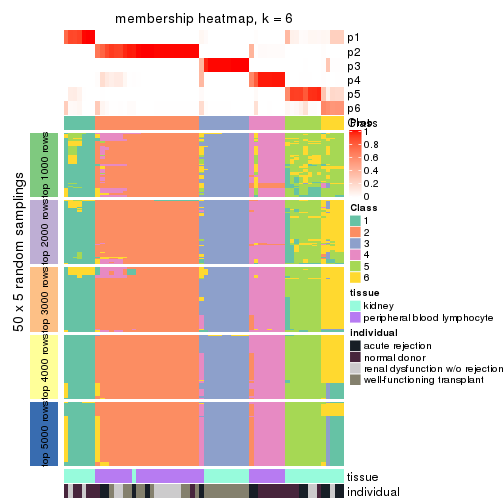 membership heatmap, k = 6
p1
p2
p3
p4
p5
p6
Class
Prob
1
0.8
0.6
0.4
0.2
0
Class
1
2
3
4
5
6
tissue
kidney
peripheral blood lymphocyte
individual
acute rejection
normal donor
renal dysfunction w/o rejection
well-functioning transplant
50 x 5 random samplings
top 1000 rows
top 2000 rows
top 3000 rows
top 4000 rows
top 5000 rows
tissue
individual